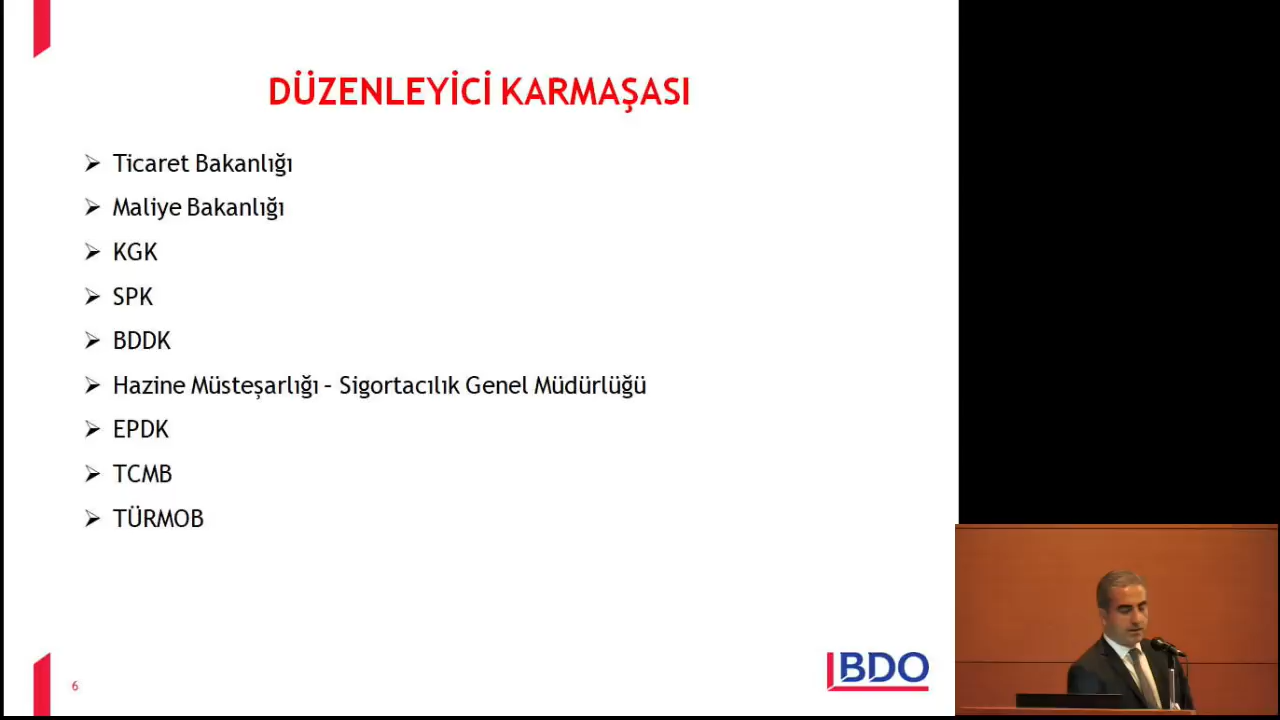 DÜZENLEYİCİ KARMAŞASI
Ticaret Bakanlığı
Maliye Bakanlığı
KGK
SPK
BDDK
Hazine Müsteşarlığı – Sigortacılık Genel Müdürlüğü
EPDK
TCMB
TÜRMOB
6
BDO